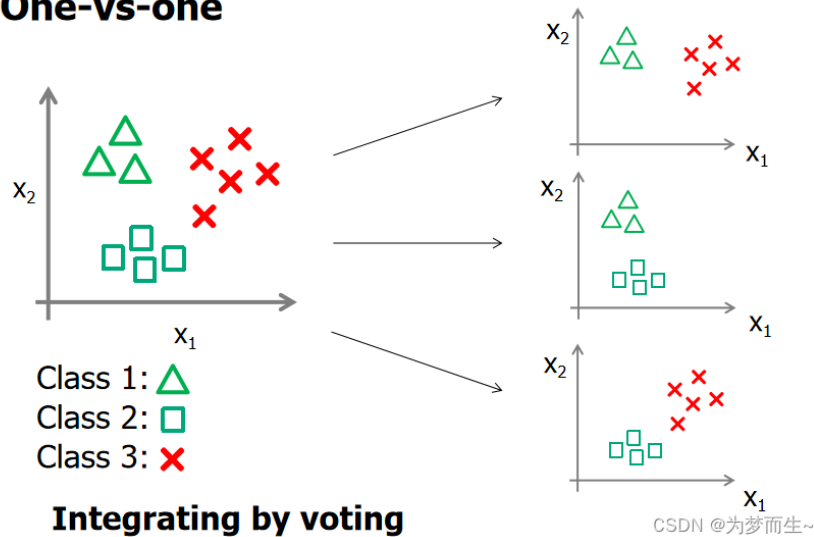 One-vs-one
x2
x1
Class 1:
Class 2:
Class 3:
Integrating by voting
x2
x1
x2
x1
x2
x1
CSDN @为梦而生~